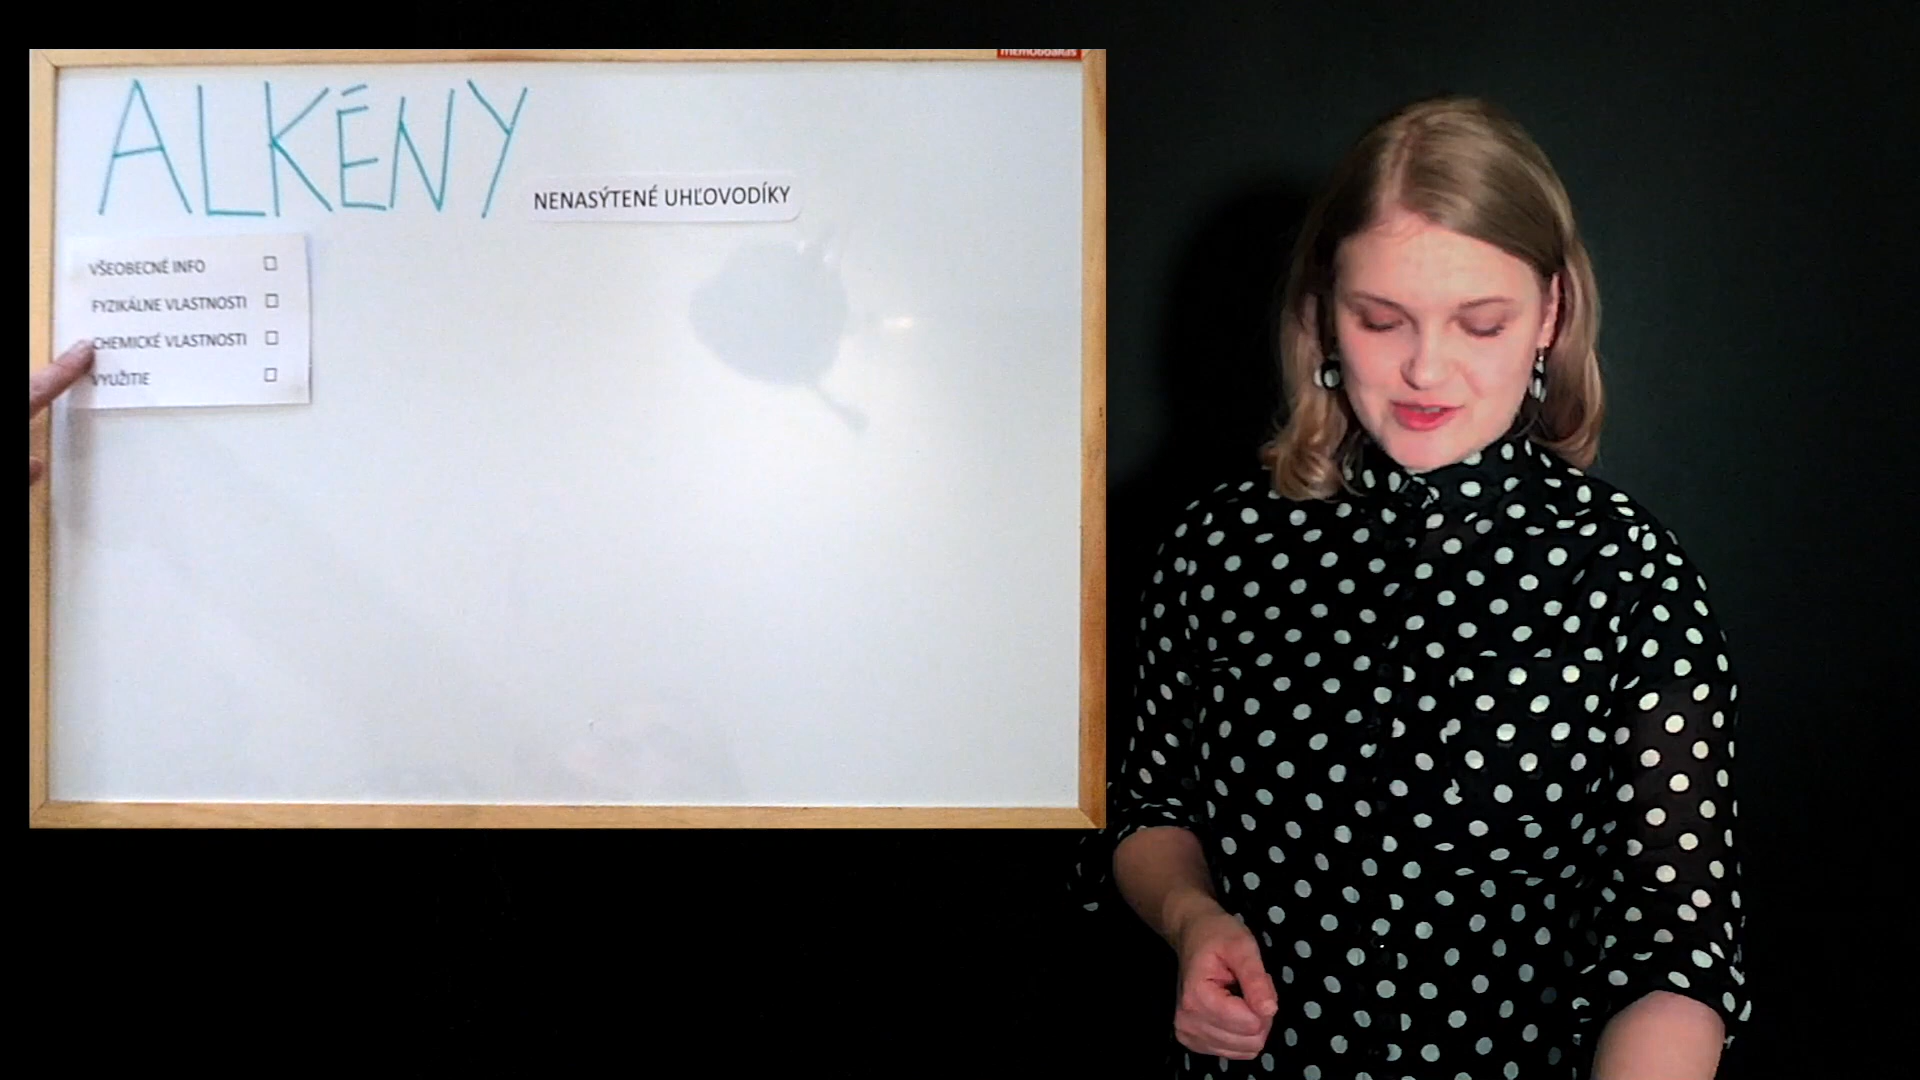 ALKÉNY
NENASÝTENÉ UHĽOVODÍKY
VŠEOBECNÉ INFO
FYZIKÁLNE VLASTNOSTI
CHEMICKÉ VLASTNOSTI
VYUŽITIE